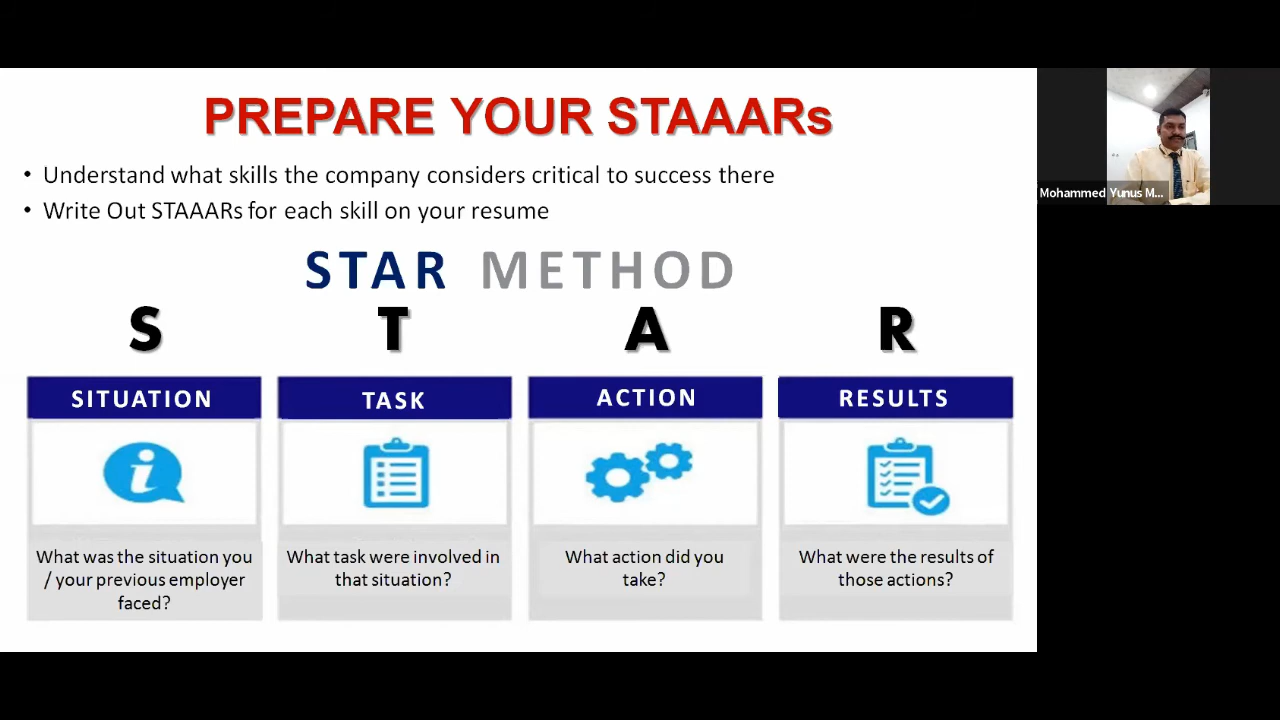 PREPARE YOUR STAAARs
• Understand what skills the company considers critical to success there
• Write Out STAAARs for each skill on your resume
STAR METHOD
S
T
A
R
SITUATION
TASK
ACTION
RESULTS
What was the situation you
/ your previous employer
faced?
What task were involved in
that situation?
What action did you
take?
What were the results of
those actions?
Mohammed Yunus M...